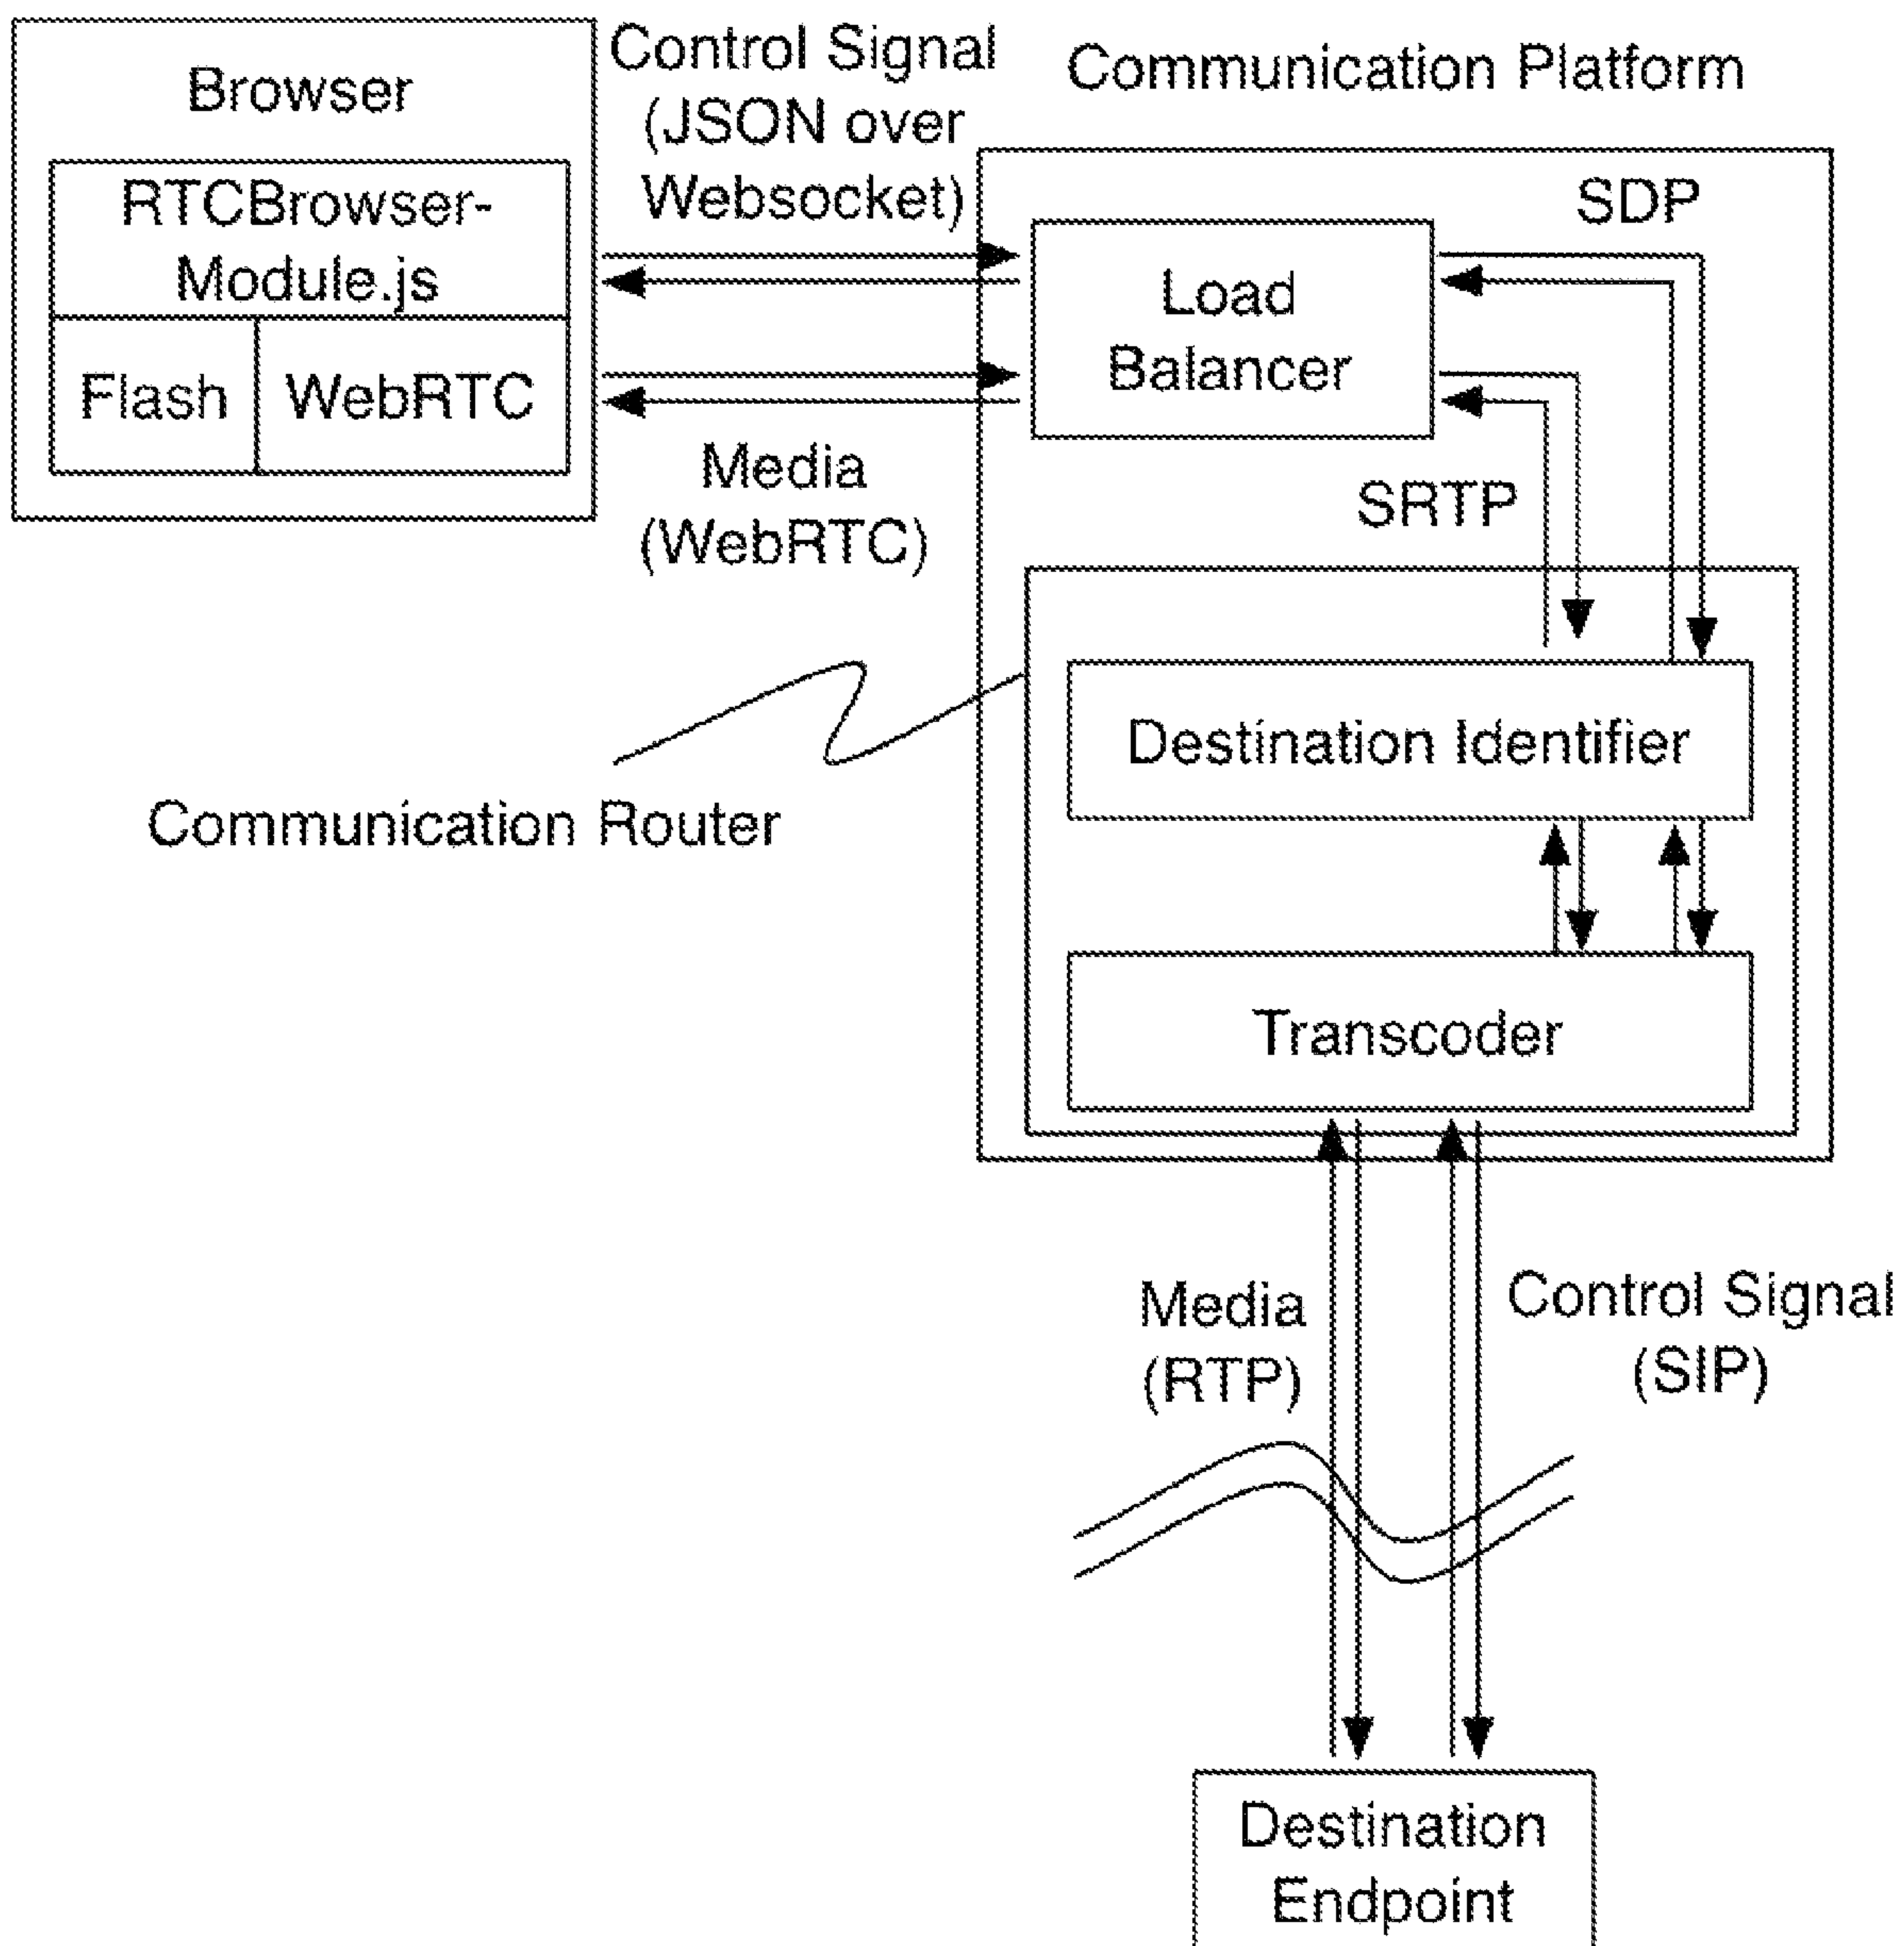 Browser
RTCBrowser-
Module.js
Flash
WebRTC
Control Signal
(JSON over
Websocket)
Media
(WebRTC)
Communication Platform
Load
Balancer
SDP
SRTP
Destination Identifier
Communication Router
Transcoder
Media
(RTP)
Control Signal
(SIP)
Destination
Endpoint